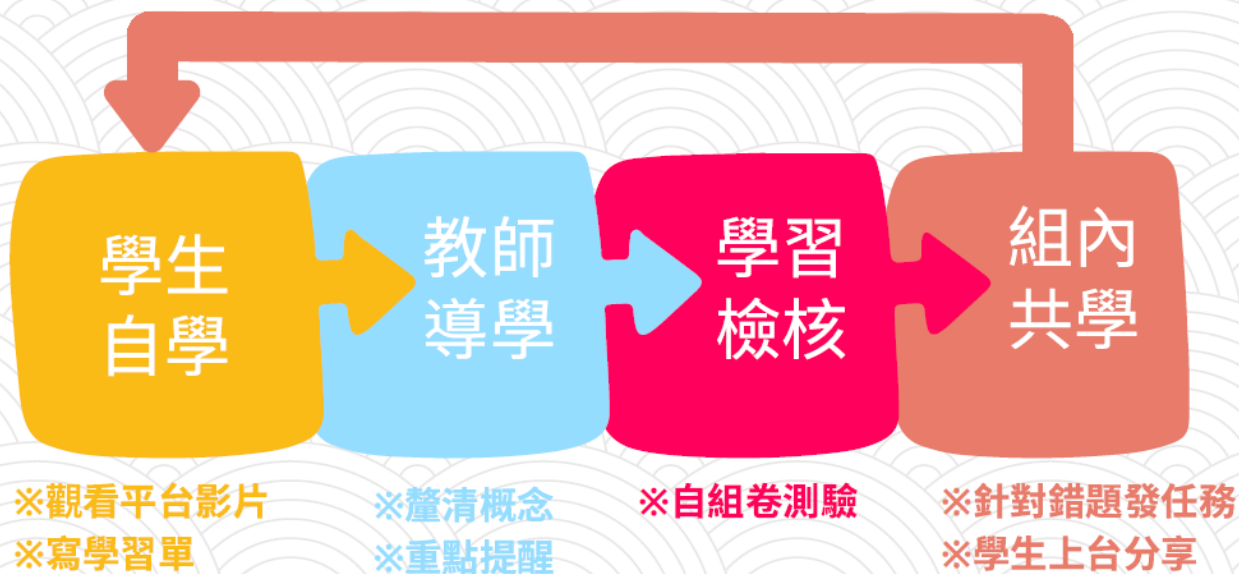 學生
自學
教師
導學
學習
檢核
組內
共學
※觀看平台影片
※寫學習單
※釐清概念
※重點提醒
※自組卷測驗
※針對錯題發任務
※學生上台分享